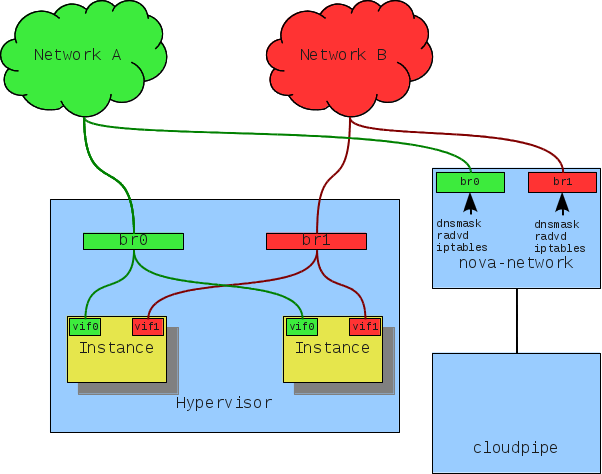 Network A
Network B
br0
br1
dnsmask
radvd
iptables
dnsmask
radvd
iptables
nova-network
br0
br1
vif0
vif1
Instance
vif0
vif1
Instance
Hypervisor
cloudpipe